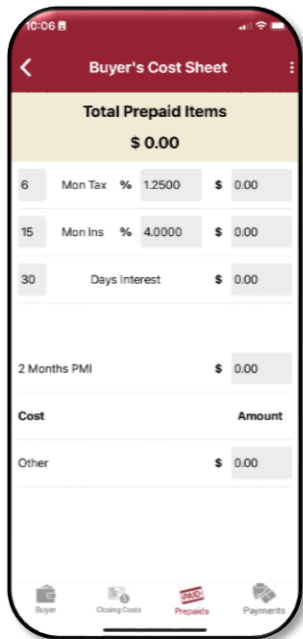 10:06
Buyer's Cost Sheet
Total Prepaid Items
$ 0.00
6 Mon Tax % 1.2500 $ 0.00
15 Mon Ins % 4.0000 $ 0.00
30 Days Interest $ 0.00
2 Months PMI $ 0.00
Cost Amount
Other $ 0.00
PAID
Buyer Closing Costs Prepaids Payments